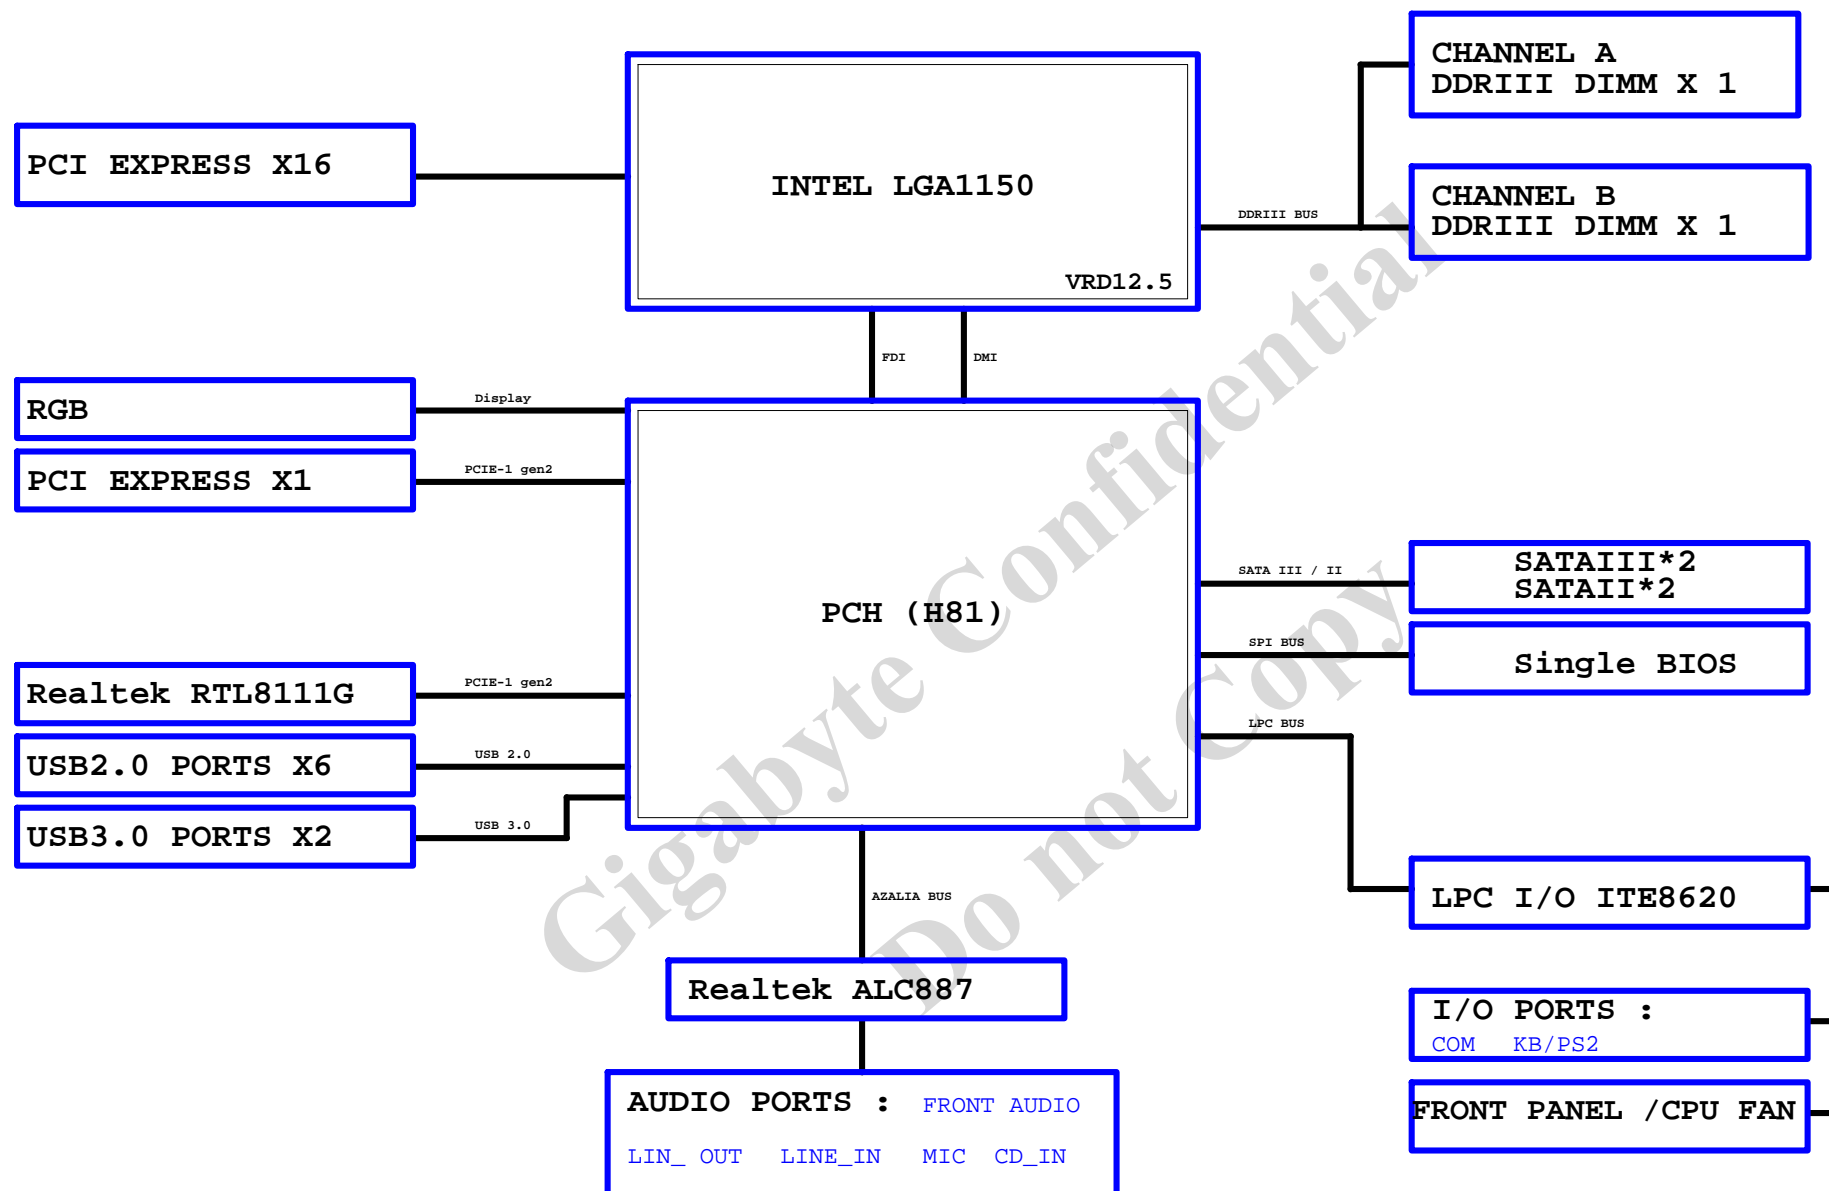 CHANNEL A
DDRIII DIMM X 1
PCI EXPRESS X16
INTEL LGA1150
VRD12.5
DDRIII BUS
CHANNEL B
DDRIII DIMM X 1
FDI
DMI
RGB
Display
PCI EXPRESS X1
PCIE-1 gen2
PCH (H81)
SATA III / II
SATAIII*2
SATAII*2
SPI BUS
Single BIOS
Realtek RTL8111G
PCIE-1 gen2
LPC BUS
USB2.0 PORTS X6
USB 2.0
USB3.0 PORTS X2
USB 3.0
AZALIA BUS
LPC I/O ITE8620
Realtek ALC887
I/O PORTS :
COM KB/PS2
AUDIO PORTS : FRONT AUDIO
LIN_ OUT LINE_IN MIC CD_IN
FRONT PANEL /CPU FAN
Gigabyte Confidential
Do not Copy